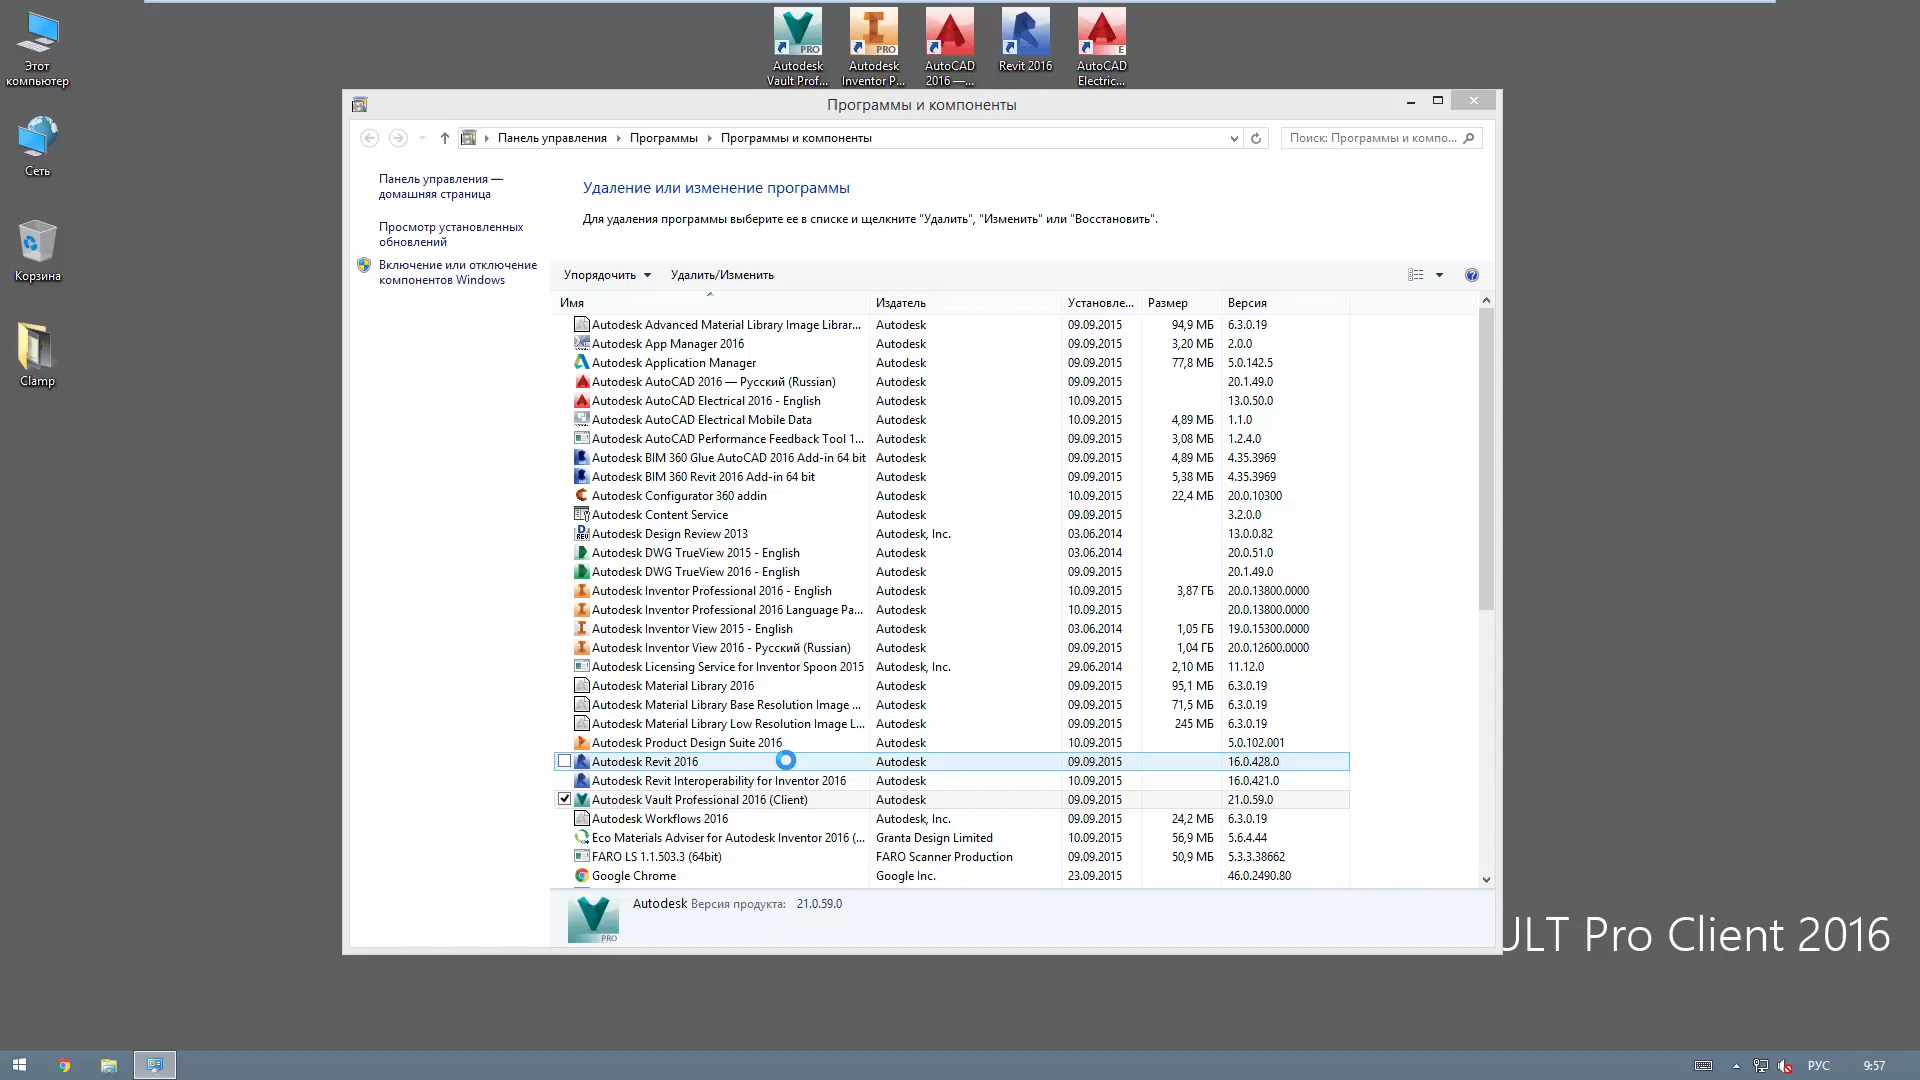 Этот
компьютер
Сеть
Корзина
Clamp
PRO
Autodesk
Vault Prof...
PRO
Autodesk
Inventor P...
AutoCAD
2016 —...
Revit 2016
E
AutoCAD
Electric...
Программы и компоненты
Панель управления
Программы
Программы и компоненты
Поиск: Программы и компо...
Панель управления —
домашняя страница
Просмотр установленных
обновлений
Включение или отключение
компонентов Windows
Удаление или изменение программы
Для удаления программы выберите ее в списке и щелкните "Удалить", "Изменить" или "Восстановить".
Упорядочить Удалить/Изменить
Имя Издатель Установле... Размер Версия
Autodesk Advanced Material Library Image Librar... Autodesk 09.09.2015 94,9 МБ 6.3.0.19
Autodesk App Manager 2016 Autodesk 09.09.2015 3,20 МБ 2.0.0
Autodesk Application Manager Autodesk 09.09.2015 77,8 МБ 5.0.142.5
Autodesk AutoCAD 2016 — Русский (Russian) Autodesk 09.09.2015 20.1.49.0
Autodesk AutoCAD Electrical 2016 - English Autodesk 10.09.2015 13.0.50.0
Autodesk AutoCAD Electrical Mobile Data Autodesk 10.09.2015 4,89 МБ 1.1.0
Autodesk AutoCAD Performance Feedback Tool 1... Autodesk 09.09.2015 3,08 МБ 1.2.4.0
Autodesk BIM 360 Glue AutoCAD 2016 Add-in 64 bit Autodesk 09.09.2015 4,89 МБ 4.35.3969
Autodesk BIM 360 Revit 2016 Add-in 64 bit Autodesk 09.09.2015 5,38 МБ 4.35.3969
Autodesk Configurator 360 addin Autodesk 10.09.2015 22,4 МБ 20.0.10300
Autodesk Content Service Autodesk 09.09.2015 3.2.0.0
Autodesk Design Review 2013 Autodesk, Inc. 03.06.2014 13.0.0.82
Autodesk DWG TrueView 2015 - English Autodesk 03.06.2014 20.0.51.0
Autodesk DWG TrueView 2016 - English Autodesk 09.09.2015 20.1.49.0
Autodesk Inventor Professional 2016 - English Autodesk 10.09.2015 3,87 ГБ 20.0.13800.0000
Autodesk Inventor Professional 2016 Language Pa... Autodesk 10.09.2015 20.0.13800.0000
Autodesk Inventor View 2015 - English Autodesk 03.06.2014 1,05 ГБ 19.0.15300.0000
Autodesk Inventor View 2016 - Русский (Russian) Autodesk 09.09.2015 1,04 ГБ 20.0.12600.0000
Autodesk Licensing Service for Inventor Spoon 2015 Autodesk, Inc. 29.06.2014 2,10 МБ 11.12.0
Autodesk Material Library 2016 Autodesk 09.09.2015 95,1 МБ 6.3.0.19
Autodesk Material Library Base Resolution Image ... Autodesk 09.09.2015 71,5 МБ 6.3.0.19
Autodesk Material Library Low Resolution Image L... Autodesk 09.09.2015 245 МБ 6.3.0.19
Autodesk Product Design Suite 2016 Autodesk 10.09.2015 5.0.102.001
Autodesk Revit 2016 Autodesk 09.09.2015 16.0.428.0
Autodesk Revit Interoperability for Inventor 2016 Autodesk 10.09.2015 16.0.421.0
Autodesk Vault Professional 2016 (Client) Autodesk 09.09.2015 21.0.59.0
Autodesk Workflows 2016 Autodesk, Inc. 09.09.2015 24,2 МБ 6.3.0.19
Eco Materials Adviser for Autodesk Inventor 2016 (... Granta Design Limited 10.09.2015 56,9 МБ 5.6.4.44
FARO LS 1.1.503.3 (64bit) FARO Scanner Production 09.09.2015 50,9 МБ 5.3.3.38662
Google Chrome Google Inc. 23.09.2015 46.0.2490.80
Autodesk Версия продукта: 21.0.59.0
PRO
ULT Pro Client 2016
РУС 9:57